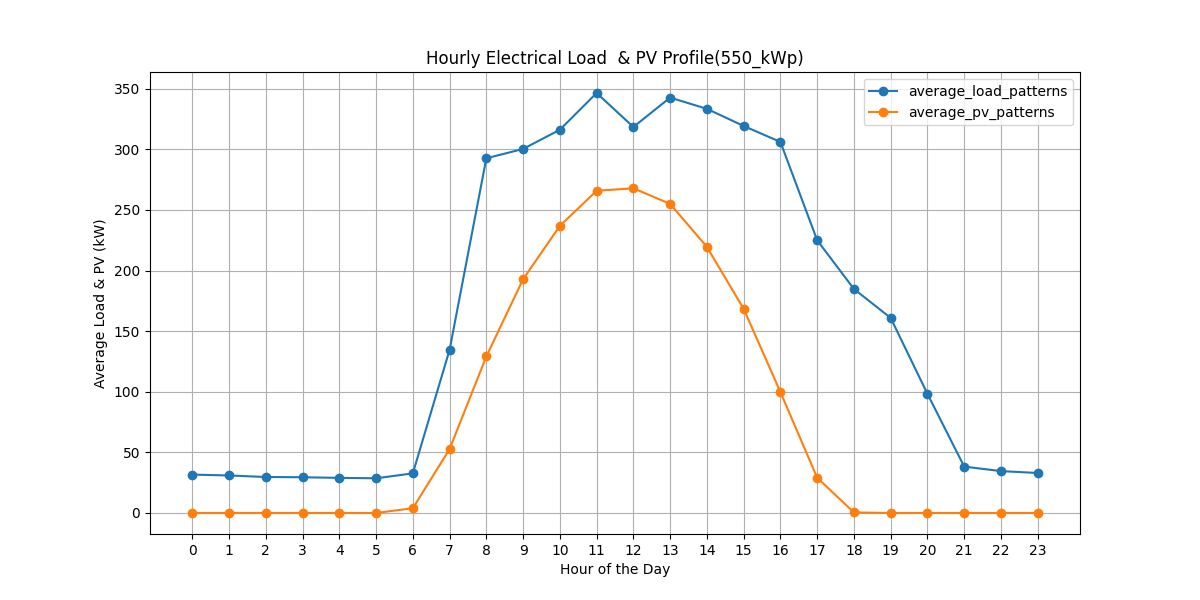 Hourly Electrical Load  & PV Profile(550_kWp)
average_load_patterns
average_pv_patterns
Average Load & PV (kW)
350
300
250
200
150
100
50
0
0 1 2 3 4 5 6 7 8 9 10 11 12 13 14 15 16 17 18 19 20 21 22 23
Hour of the Day